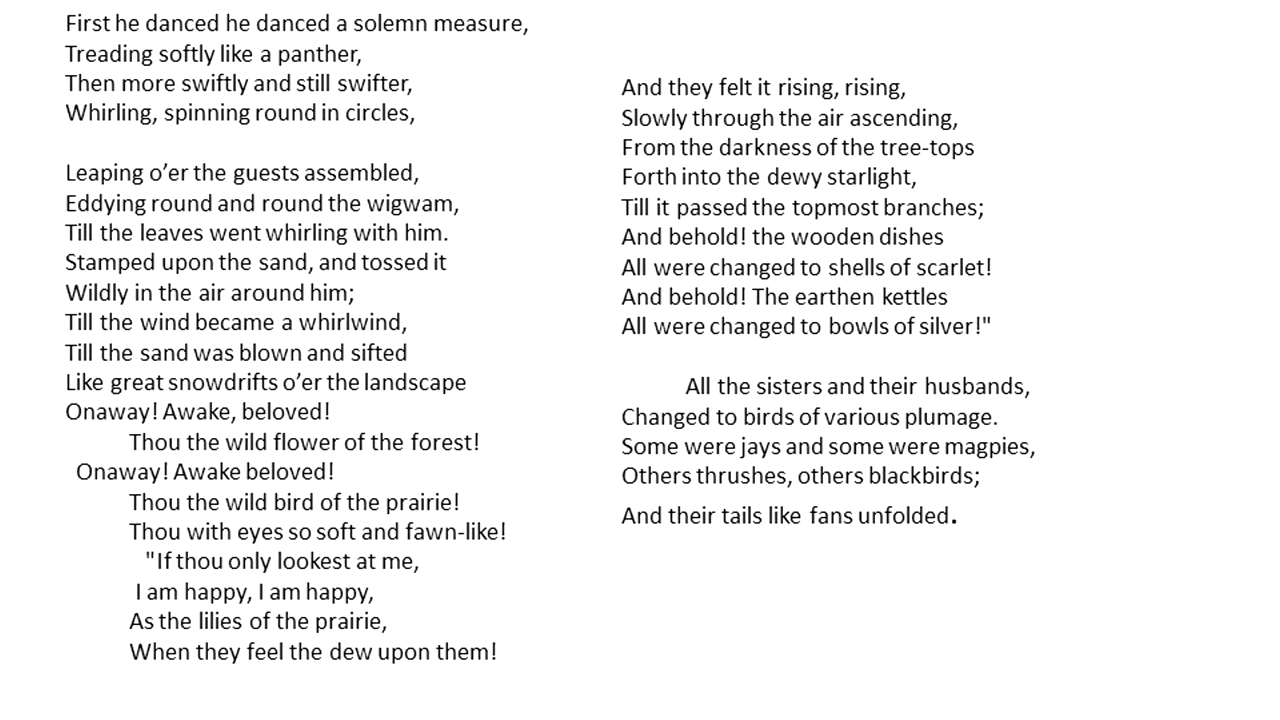 First he danced he danced a solemn measure,
Treading softly like a panther,
Then more swiftly and still swifter,
Whirling, spinning round in circles,
Leaping o’er the guests assembled,
Eddying round and round the wigwam,
Till the leaves went whirling with him.
Stamped upon the sand, and tossed it
Wildly in the air around him;
Till the wind became a whirlwind,
Till the sand was blown and sifted
Like great snowdrifts o’er the landscape
Onaway! Awake, beloved!
Thou the wild flower of the forest!
Onaway! Awake beloved!
Thou the wild bird of the prairie!
Thou with eyes so soft and fawn-like!
"If thou only lookest at me,
I am happy, I am happy,
As the lilies of the prairie,
When they feel the dew upon them!
And they felt it rising, rising,
Slowly through the air ascending,
From the darkness of the tree-tops
Forth into the dewy starlight,
Till it passed the topmost branches;
And behold! the wooden dishes
All were changed to shells of scarlet!
And behold! The earthen kettles
All were changed to bowls of silver!"
All the sisters and their husbands,
Changed to birds of various plumage.
Some were jays and some were magpies,
Others thrushes, others blackbirds;
And their tails like fans unfolded.